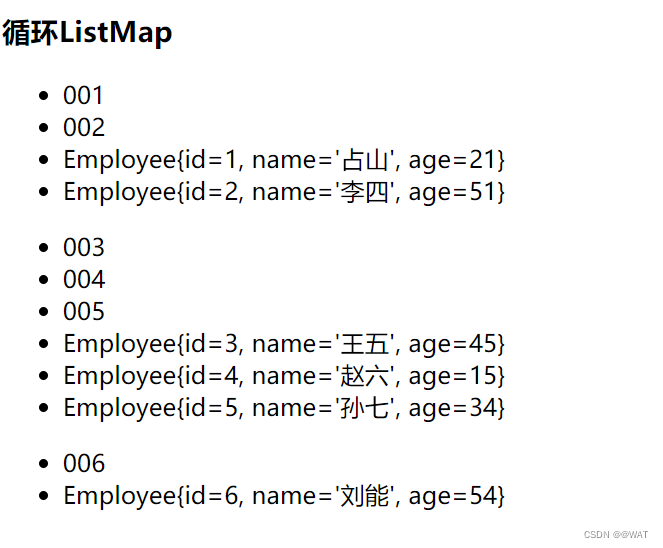 循环ListMap
001
002
Employee{id=1, name='占山', age=21}
Employee{id=2, name='李四', age=51}
003
004
005
Employee{id=3, name='王五', age=45}
Employee{id=4, name='赵六', age=15}
Employee{id=5, name='孙七', age=34}
006
Employee{id=6, name='刘能', age=54}
CSDN @@WAT